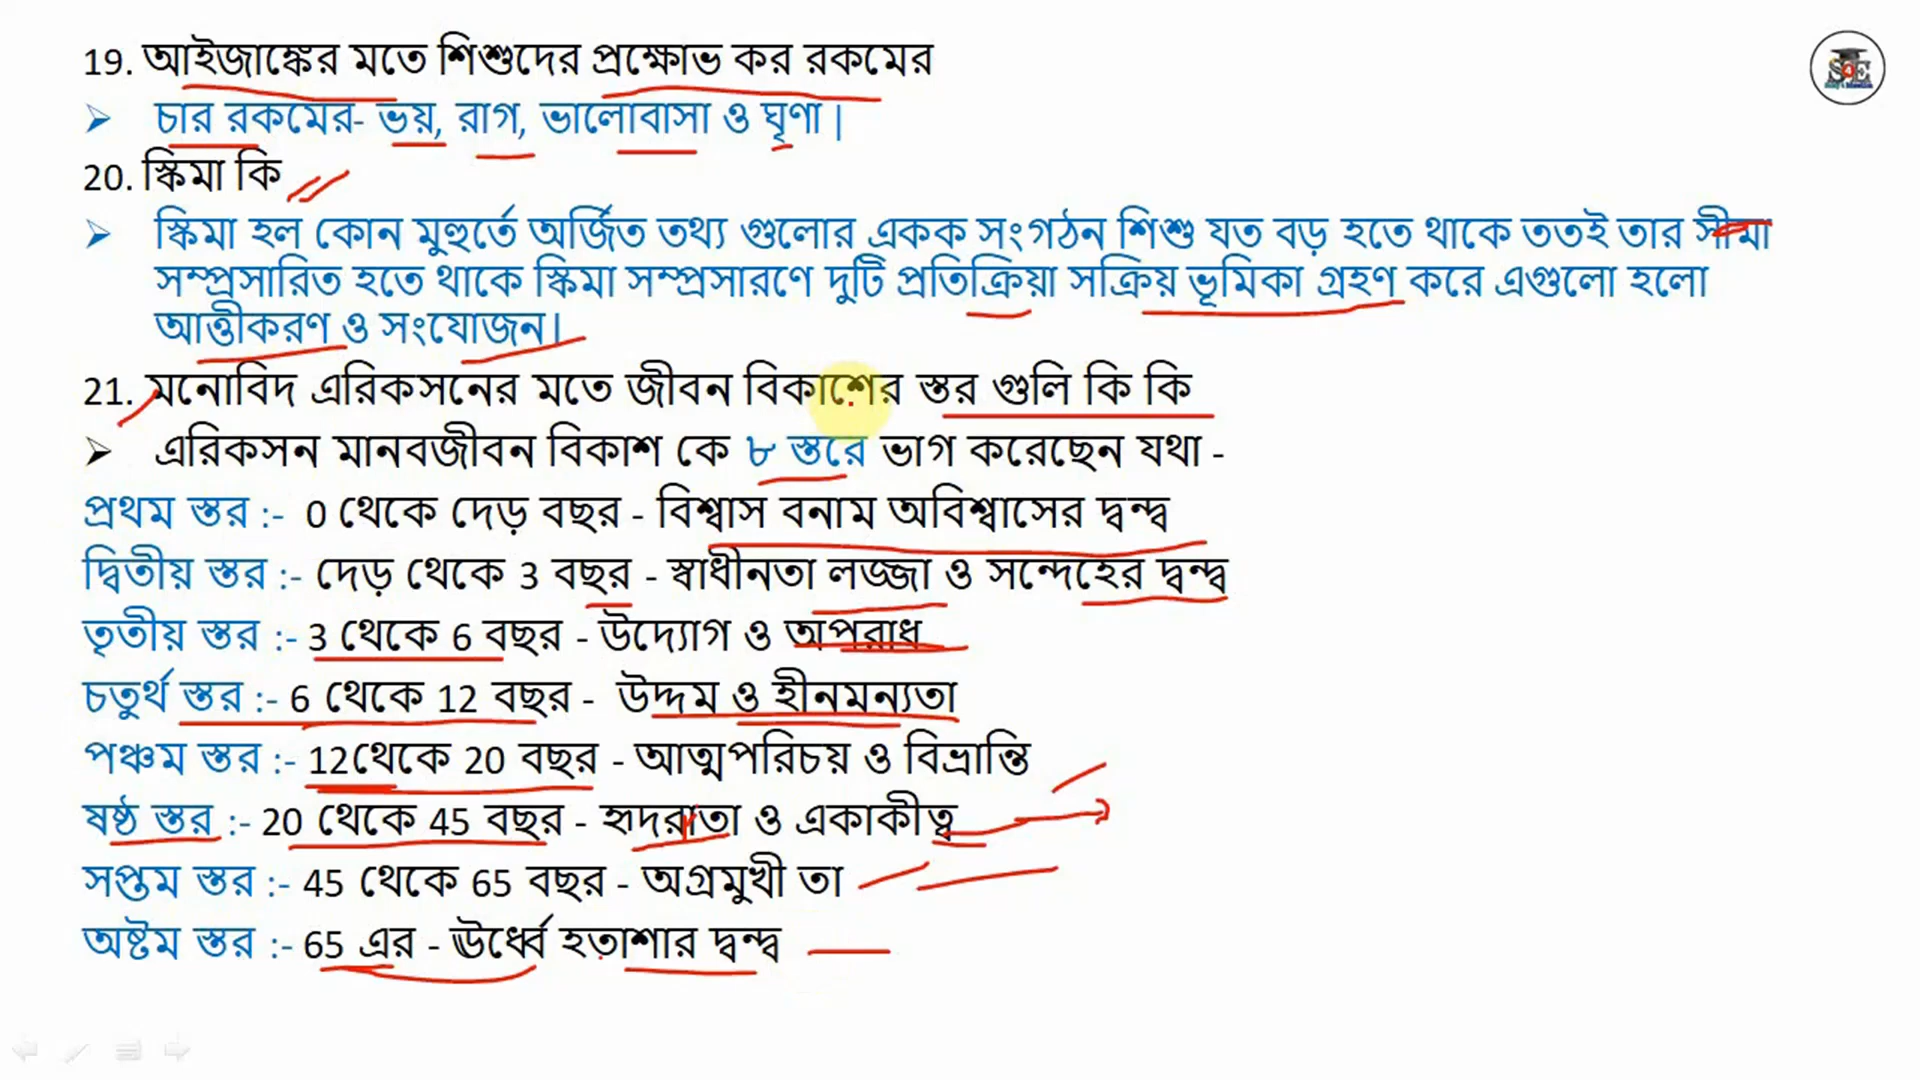 19. আইজাঙ্কের মতে শিশুদের প্রক্ষোভ কর রকমের
➢ চার রকমের- ভয়, রাগ, ভালোবাসা ও ঘৃণা |
20. স্কিমা কি
➢ স্কিমা হল কোন মুহুর্তে অর্জিত তথ্য গুলোর একক সংগঠন শিশু যত বড় হতে থাকে ততই তার সীমা
সম্প্রসারিত হতে থাকে স্কিমা সম্প্রসারণে দুটি প্রতিক্রিয়া সক্রিয় ভূমিকা গ্রহণ করে এগুলো হলো
আত্তীকরণ ও সংযোজন।
21. মনোবিদ এরিকসনের মতে জীবন বিকাশের স্তর গুলি কি কি
➢ এরিকসন মানবজীবন বিকাশ কে ৮ স্তরে ভাগ করেছেন যথা -
প্রথম স্তর :- 0 থেকে দেড় বছর - বিশ্বাস বনাম অবিশ্বাসের দ্বন্দ্ব
দ্বিতীয় স্তর :- দেড় থেকে 3 বছর - স্বাধীনতা লজ্জা ও সন্দেহের দ্বন্দ্ব
তৃতীয় স্তর :- 3 থেকে 6 বছর - উদ্যোগ ও অপরাধ
চতুর্থ স্তর :- 6 থেকে 12 বছর - উদ্দম ও হীনমন্যতা
পঞ্চম স্তর :- 12থেকে 20 বছর - আত্মপরিচয় ও বিভ্রান্তি
ষষ্ঠ স্তর :- 20 থেকে 45 বছর - হৃদরাতা ও একাকীত্ব
সপ্তম স্তর :- 45 থেকে 65 বছর - অগ্রমুখী তা
অষ্টম স্তর :- 65 এর - ঊর্ধ্বে হতাশার দ্বন্দ্ব